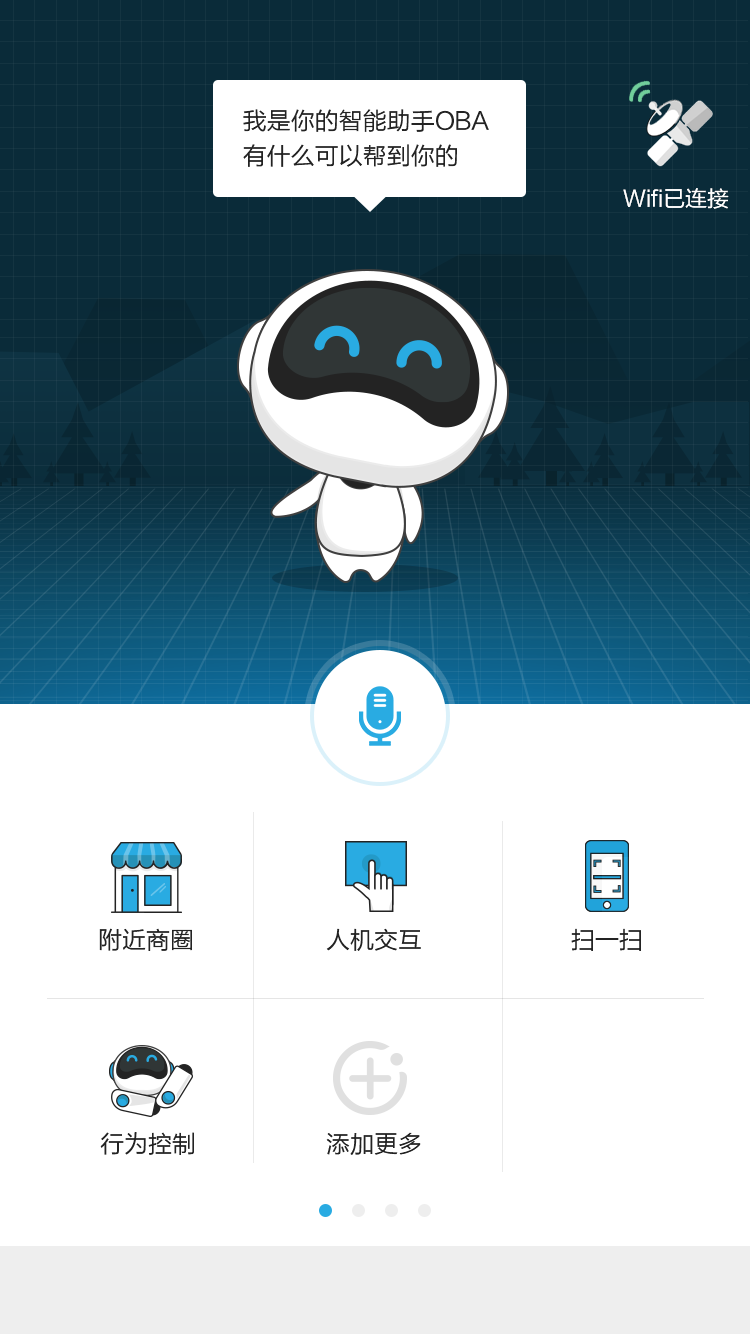 我是你的智能助手OBA
有什么可以帮到你的
Wifi已连接
附近商圈
人机交互
扫一扫
行为控制
添加更多